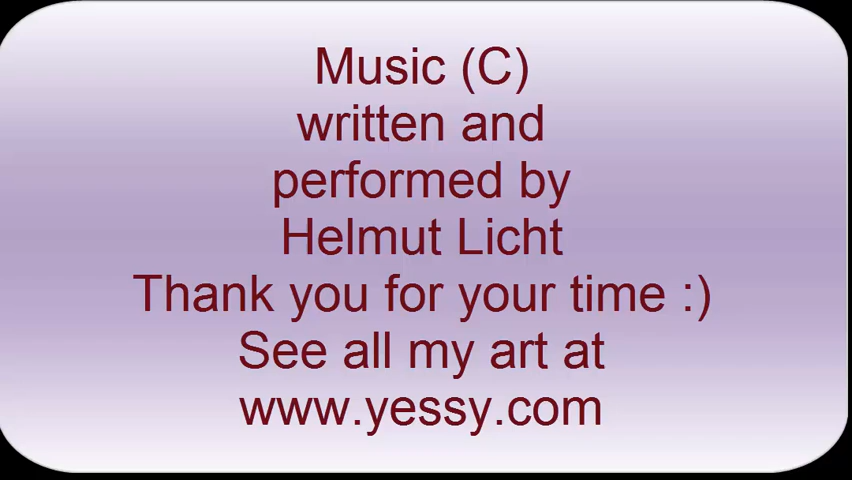 Music (C)
written and
performed by
Helmut Licht
Thank you for your time :)
See all my art at
www.yessy.com